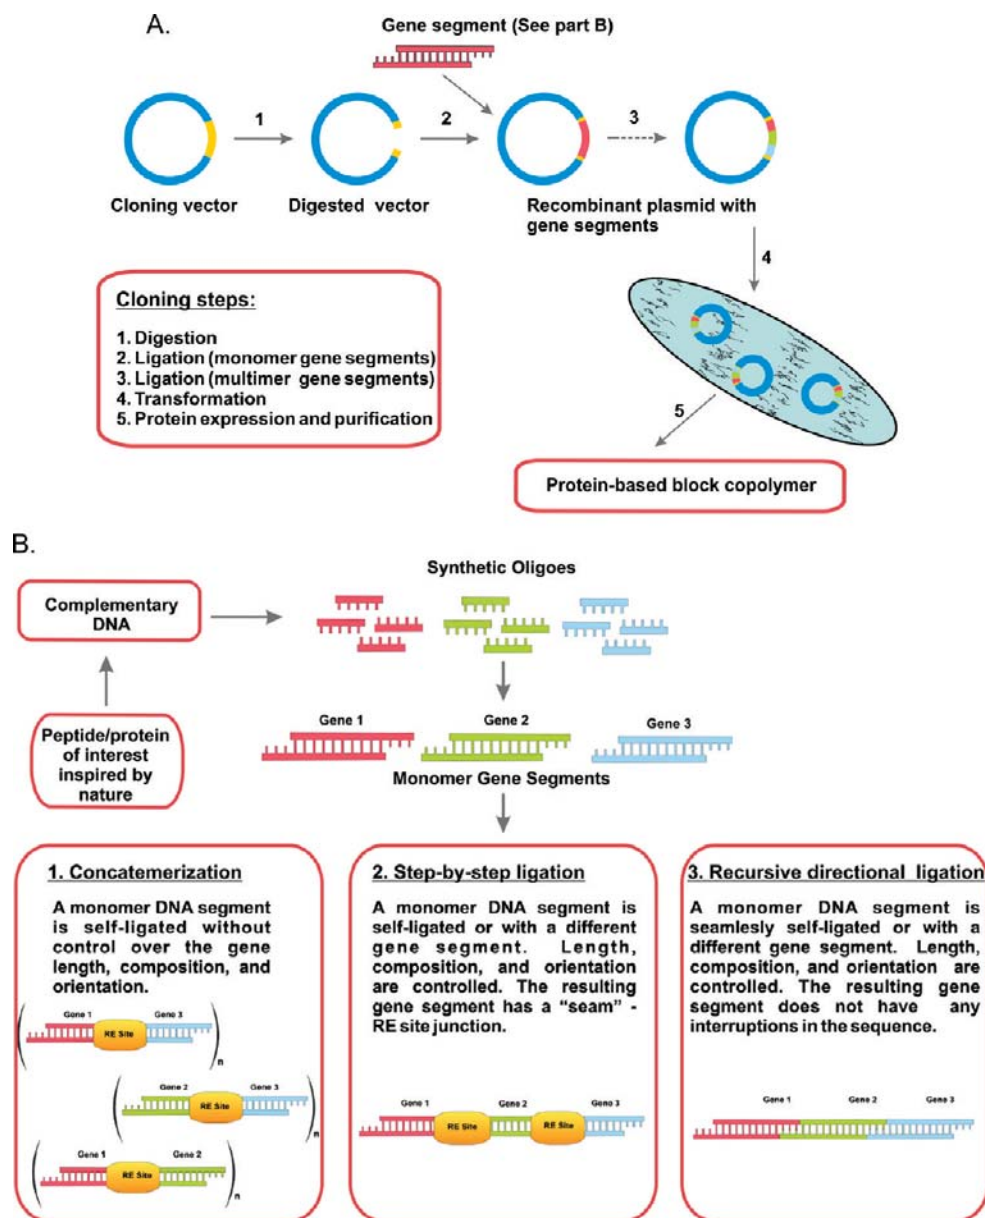 A.
Gene segment (See part B)
1
2
3
Cloning vector
Digested vector
Recombinant plasmid with
gene segments
4
Cloning steps:
1. Digestion
2. Ligation (monomer gene segments)
3. Ligation (multimer gene segments)
4. Transformation
5. Protein expression and purification
5
Protein-based block copolymer
B.
Synthetic Oligoes
Complementary
DNA
Peptide/protein
of interest
inspired by
nature
Gene 1
Gene 2
Gene 3
Monomer Gene Segments
1. Concatemerization
A monomer DNA segment
is self-ligated without
control over the gene
length, composition, and
orientation.
Gene 1
Gene 3
RE Site
n
Gene 2
Gene 3
RE Site
n
Gene 1
Gene 2
RE Site
n
2. Step-by-step ligation
A monomer DNA segment is
self-ligated or with a different
gene segment. Length,
composition, and orientation
are controlled. The resulting
gene segment has a “seam” -
RE site junction.
Gene 1
Gene 2
Gene 3
RE Site
RE Site
3. Recursive directional ligation
A monomer DNA segment is
seamlesly self-ligated or with a
different gene segment. Length,
composition, and orientation are
controlled. The resulting gene
segment does not have any
interruptions in the sequence.
Gene 1
Gene 2
Gene 3